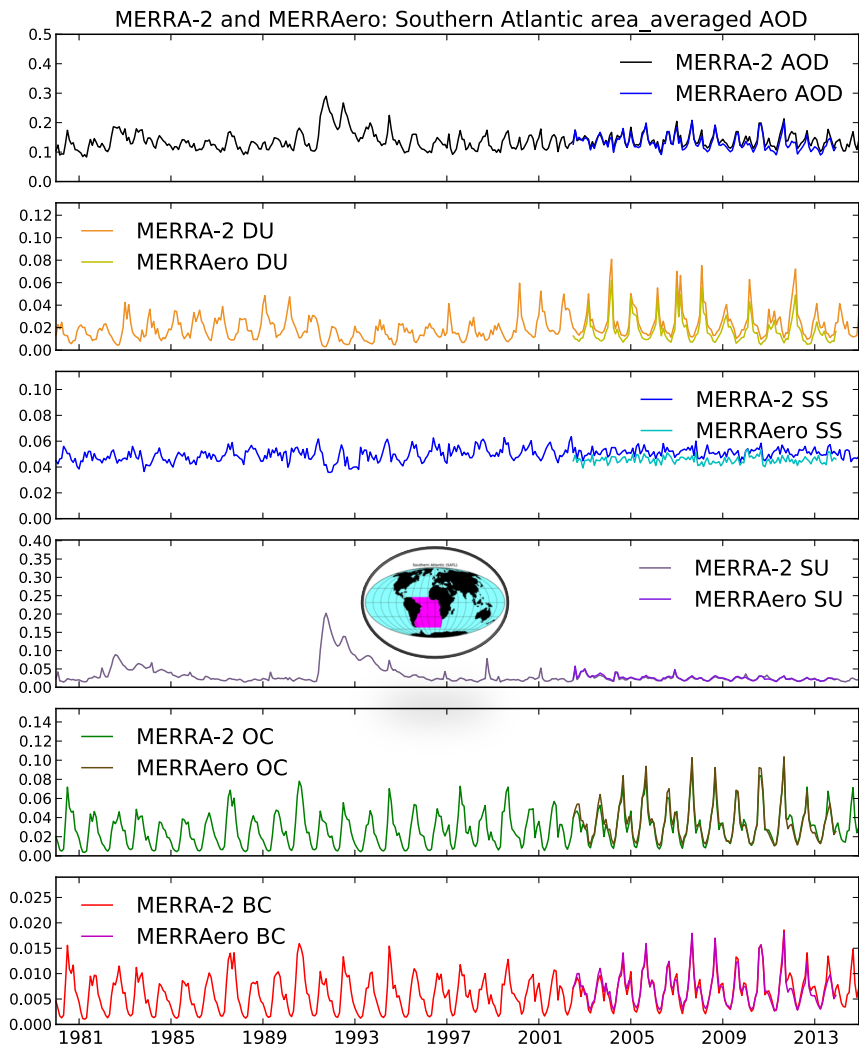 MERRA-2 and MERRAero: Southern Atlantic area_averaged AOD
0.5
0.4
0.3
0.2
0.1
0.0
MERRA-2 AOD
MERRAero AOD
0.12
0.10
0.08
0.06
0.04
0.02
0.00
MERRA-2 DU
MERRAero DU
0.10
0.08
0.06
0.04
0.02
0.00
MERRA-2 SS
MERRAero SS
0.40
0.35
0.30
0.25
0.20
0.15
0.10
0.05
0.00
Southern Atlantic (SATL)
MERRA-2 SU
MERRAero SU
0.14
0.12
0.10
0.08
0.06
0.04
0.02
0.00
MERRA-2 OC
MERRAero OC
0.025
0.020
0.015
0.010
0.005
0.000
MERRA-2 BC
MERRAero BC
1981 1985 1989 1993 1997 2001 2005 2009 2013